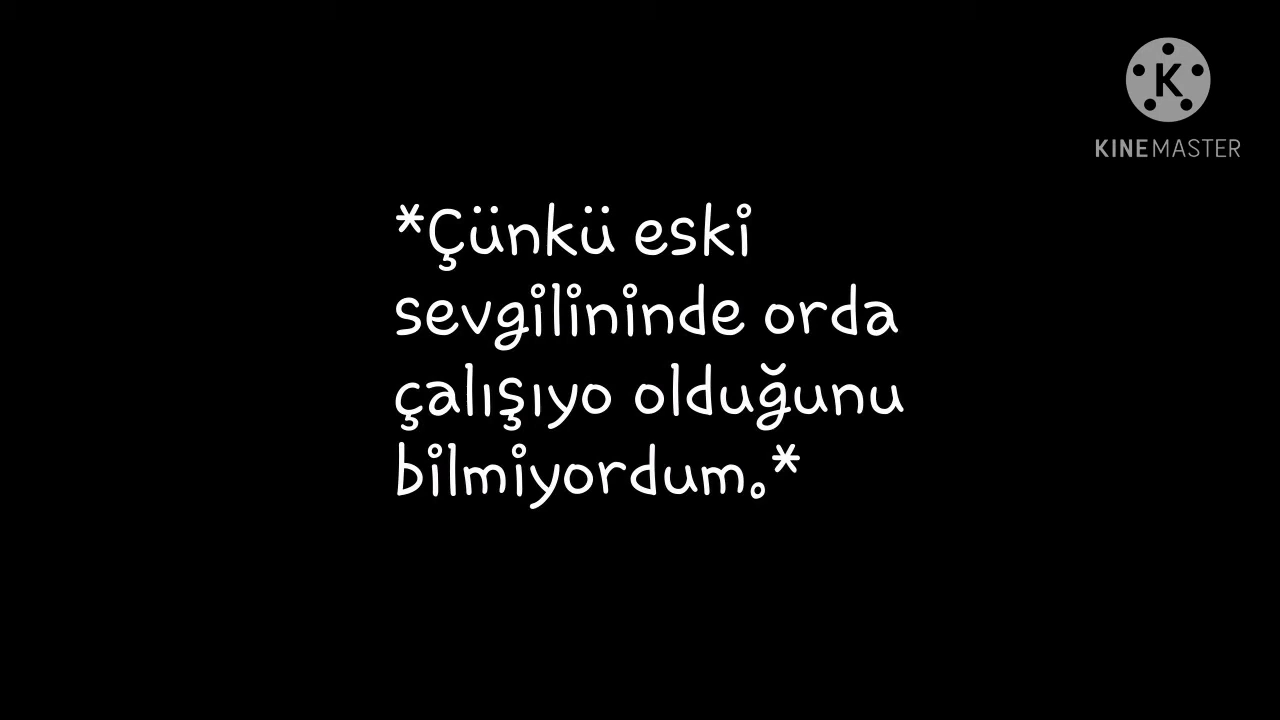 KINEMASTER
*Çünkü eski
sevgilininde orda
çalışıyo olduğunu
bilmiyordum.*